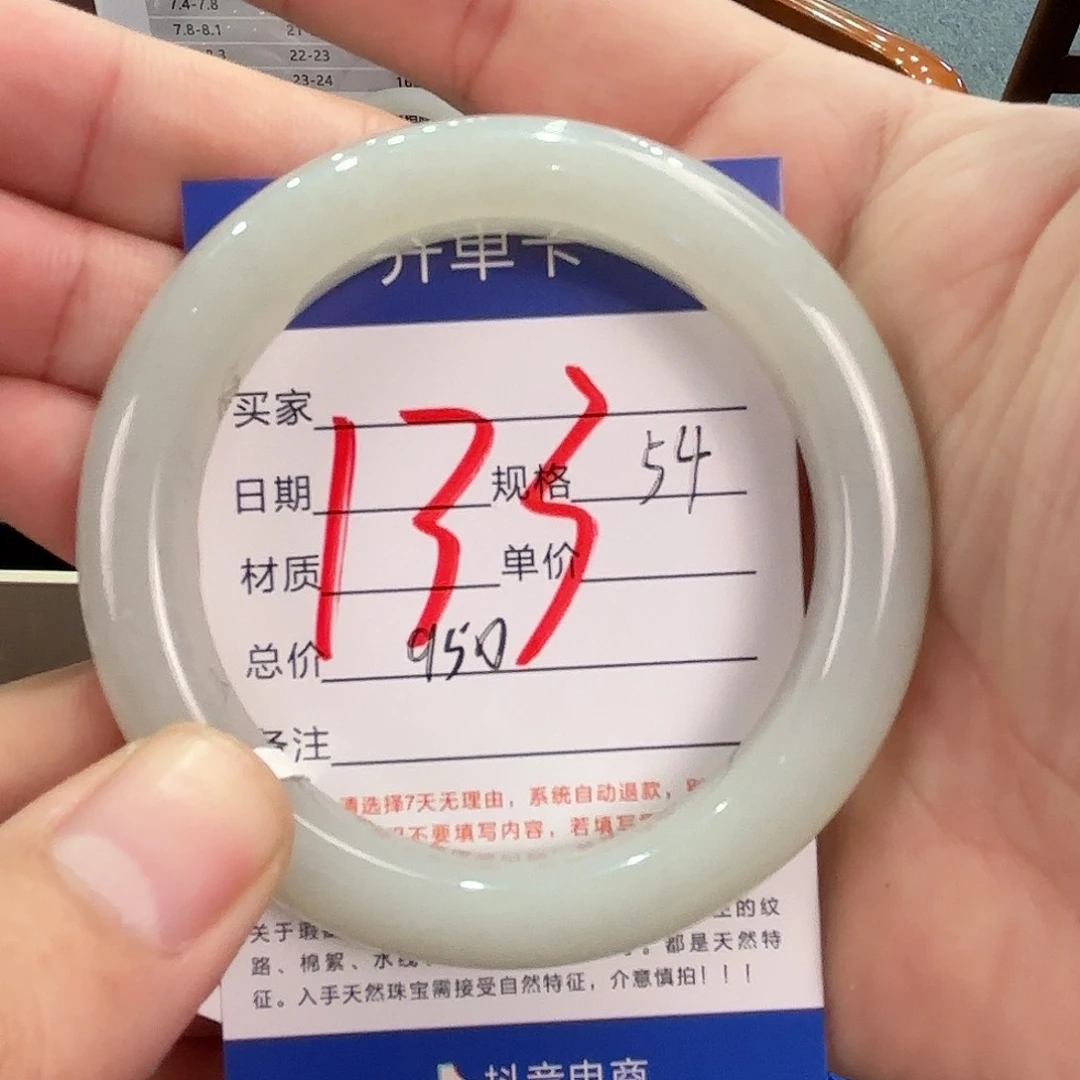 7.4-7.8
7.8-8.1
22-23
23-24
开单卡
133
买家
日期 规格 54
材质 单价
总价 950
备注
请选择7天无理由，系统自动退款，
不要填写内容，若填写
关于瑕
的纹
路、棉絮、水线 。都是天然特
征。入手天然珠宝需接受自然特征，介意慎拍！！！
抖音电商